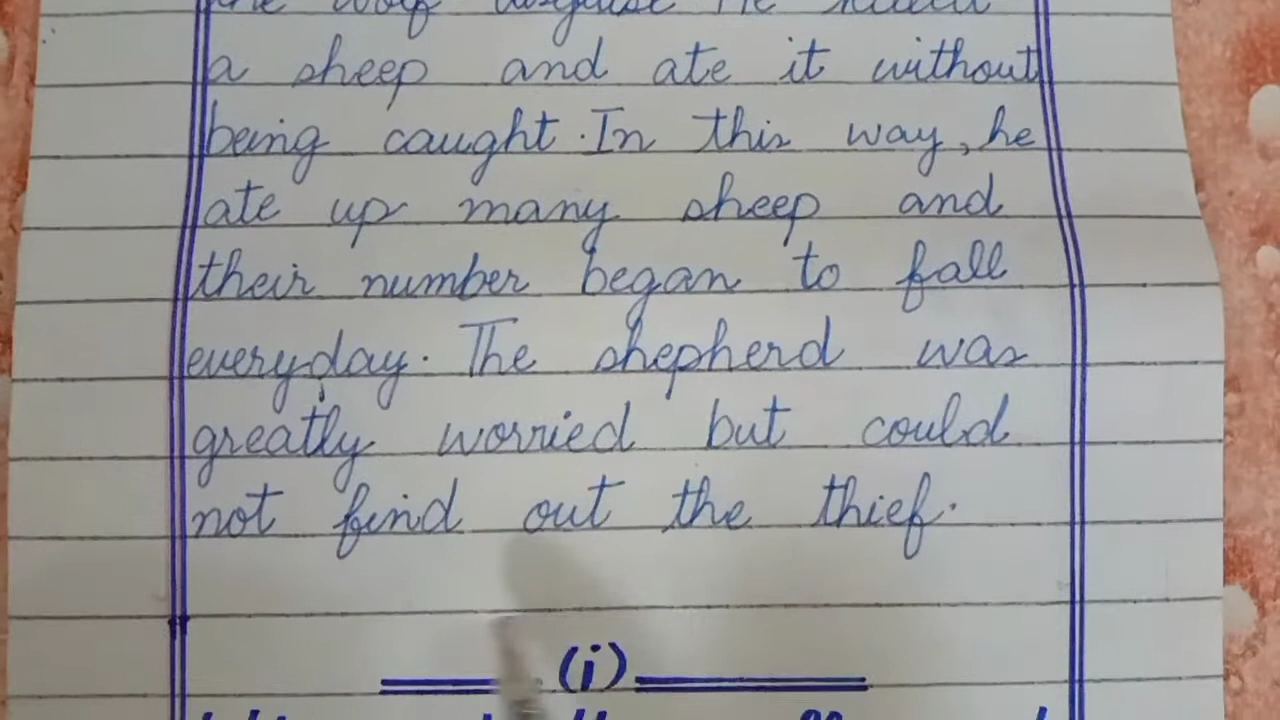 a sheep and ate it without
being caught. In this way, he
ate up many sheep and
their number began to fall
everyday. The shepherd was
greatly worried but could
not find out the thief.
(i)